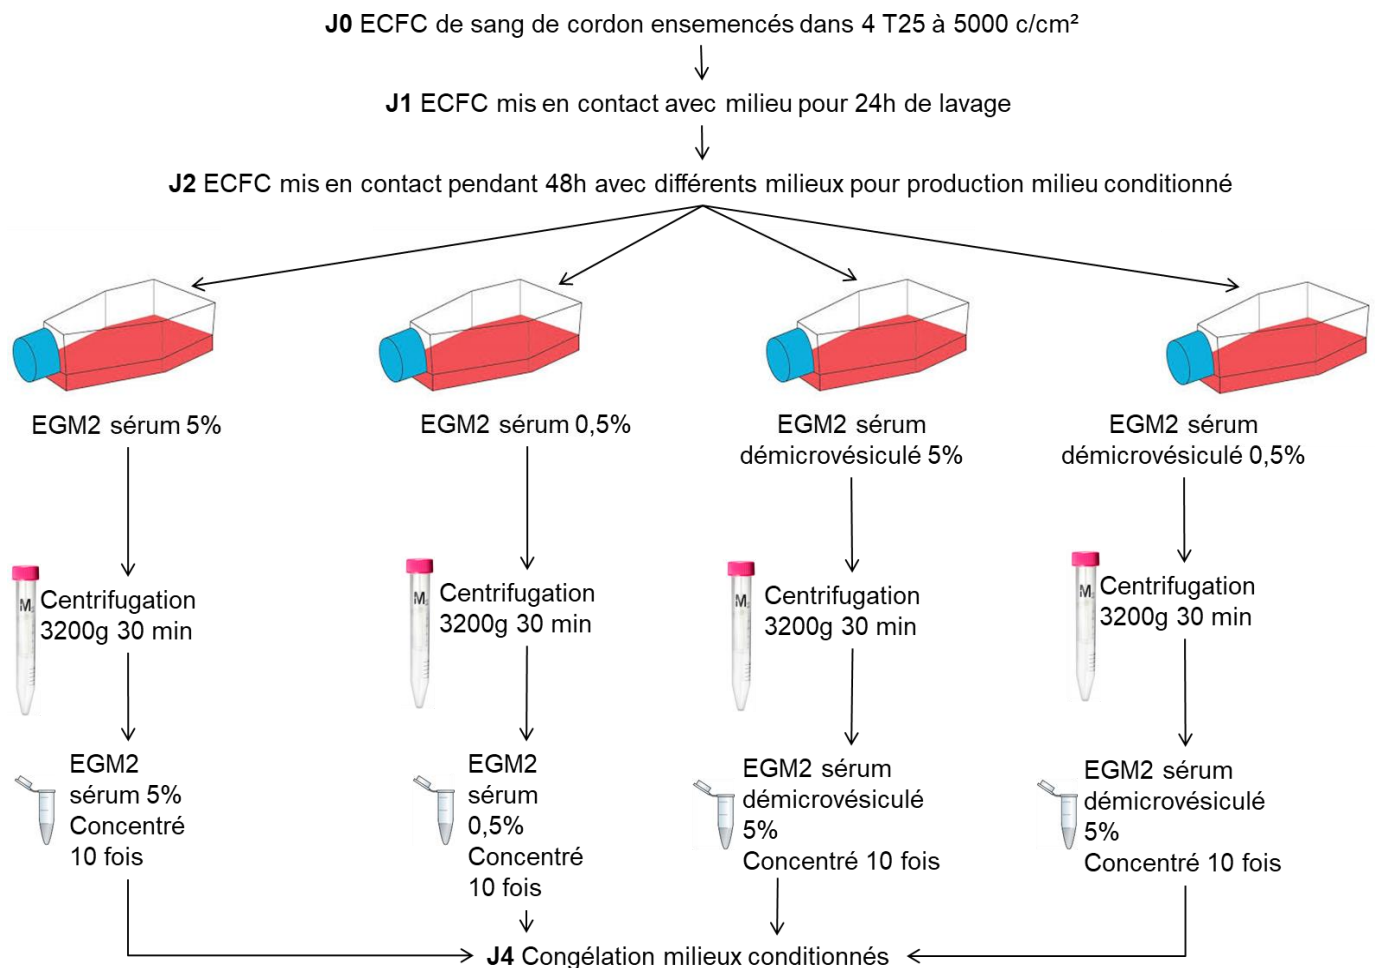 J0 ECFC de sang de cordon ensemencés dans 4 T25 à 5000 c/cm²
J1 ECFC mis en contact avec milieu pour 24h de lavage
J2 ECFC mis en contact pendant 48h avec différents milieux pour production milieu conditionné
EGM2 sérum 5%
EGM2 sérum 0,5%
EGM2 sérum
démicrovésiculé 5%
EGM2 sérum
démicrovésiculé 0,5%
M
Centrifugation
3200g 30 min
M
Centrifugation
3200g 30 min
M
Centrifugation
3200g 30 min
M
Centrifugation
3200g 30 min
EGM2
sérum 5%
Concentré
10 fois
EGM2
sérum
0,5%
Concentré
10 fois
EGM2 sérum
démicrovésiculé
5%
Concentré 10 fois
EGM2 sérum
démicrovésiculé
5%
Concentré 10 fois
J4 Congélation milieux conditionnés